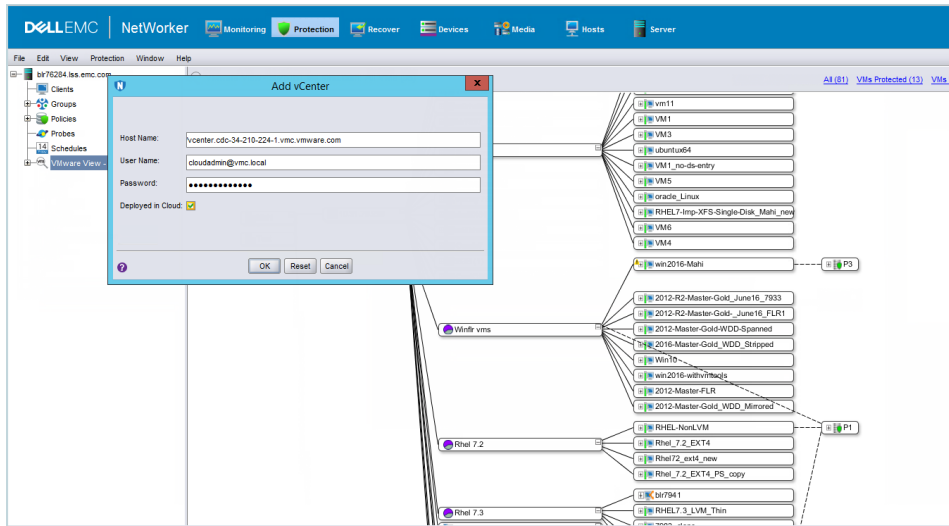 DELLEMC NetWorker Monitoring Protection Recover Devices Media Hosts Server
File Edit View Protection Window Help
blr76284.lss.emc.com
Clients
Groups
Policies
Probes
14 Schedules
VMware View -
All (81) VMs Protected (13) VMs
Add vCenter
Host Name: vcenter.cdc-34-210-224-1.vmc.vmware.com
User Name: cloudadmin@vmc.local
Password: •••••••••••••
Deployed in Cloud:
OK Reset Cancel
vm11
VM1
VM3
ubuntu64
VM1_no-ds-entry
VM5
oracle_Linux
RHEL7-Imp-XFS-Single-Disk_Mahi_new
VM6
VM4
win2016-Mahi
P3
2012-R2-Master-Gold_June16_7933
2012-R2-Master-Gold-_June16_FLR1
Winflr vms
2012-Master-Gold-WDD-Spanned
2016-Master-Gold_WDD_Stripped
Win10
win2016-withvmtools
2012-Master-FLR
2012-Master-Gold_WDD_Mirrored
RHEL-NonLVM
P1
Rhel 7.2
Rhel_7.2_EXT4
Rhel72_ext4_new
Rhel_7.2_EXT4_PS_copy
blr7941
Rhel 7.3
RHEL7.3_LVM_Thin